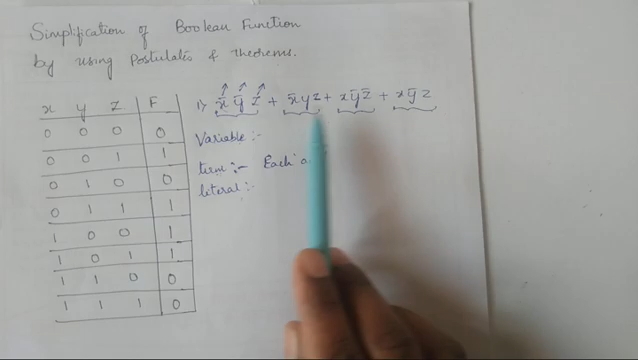 Simplification of Boolean Function
by using Postulates & theorems.
x y z F
0 0 0 0
0 0 1 1
0 1 0 0
0 1 1 1
1 0 0 1
1 0 1 1
1 1 0 0
1 1 1 0
1) x̄ ȳ z + x̄yz + xȳz̄ + xȳz
Variable :-
term :- Each
literal :-